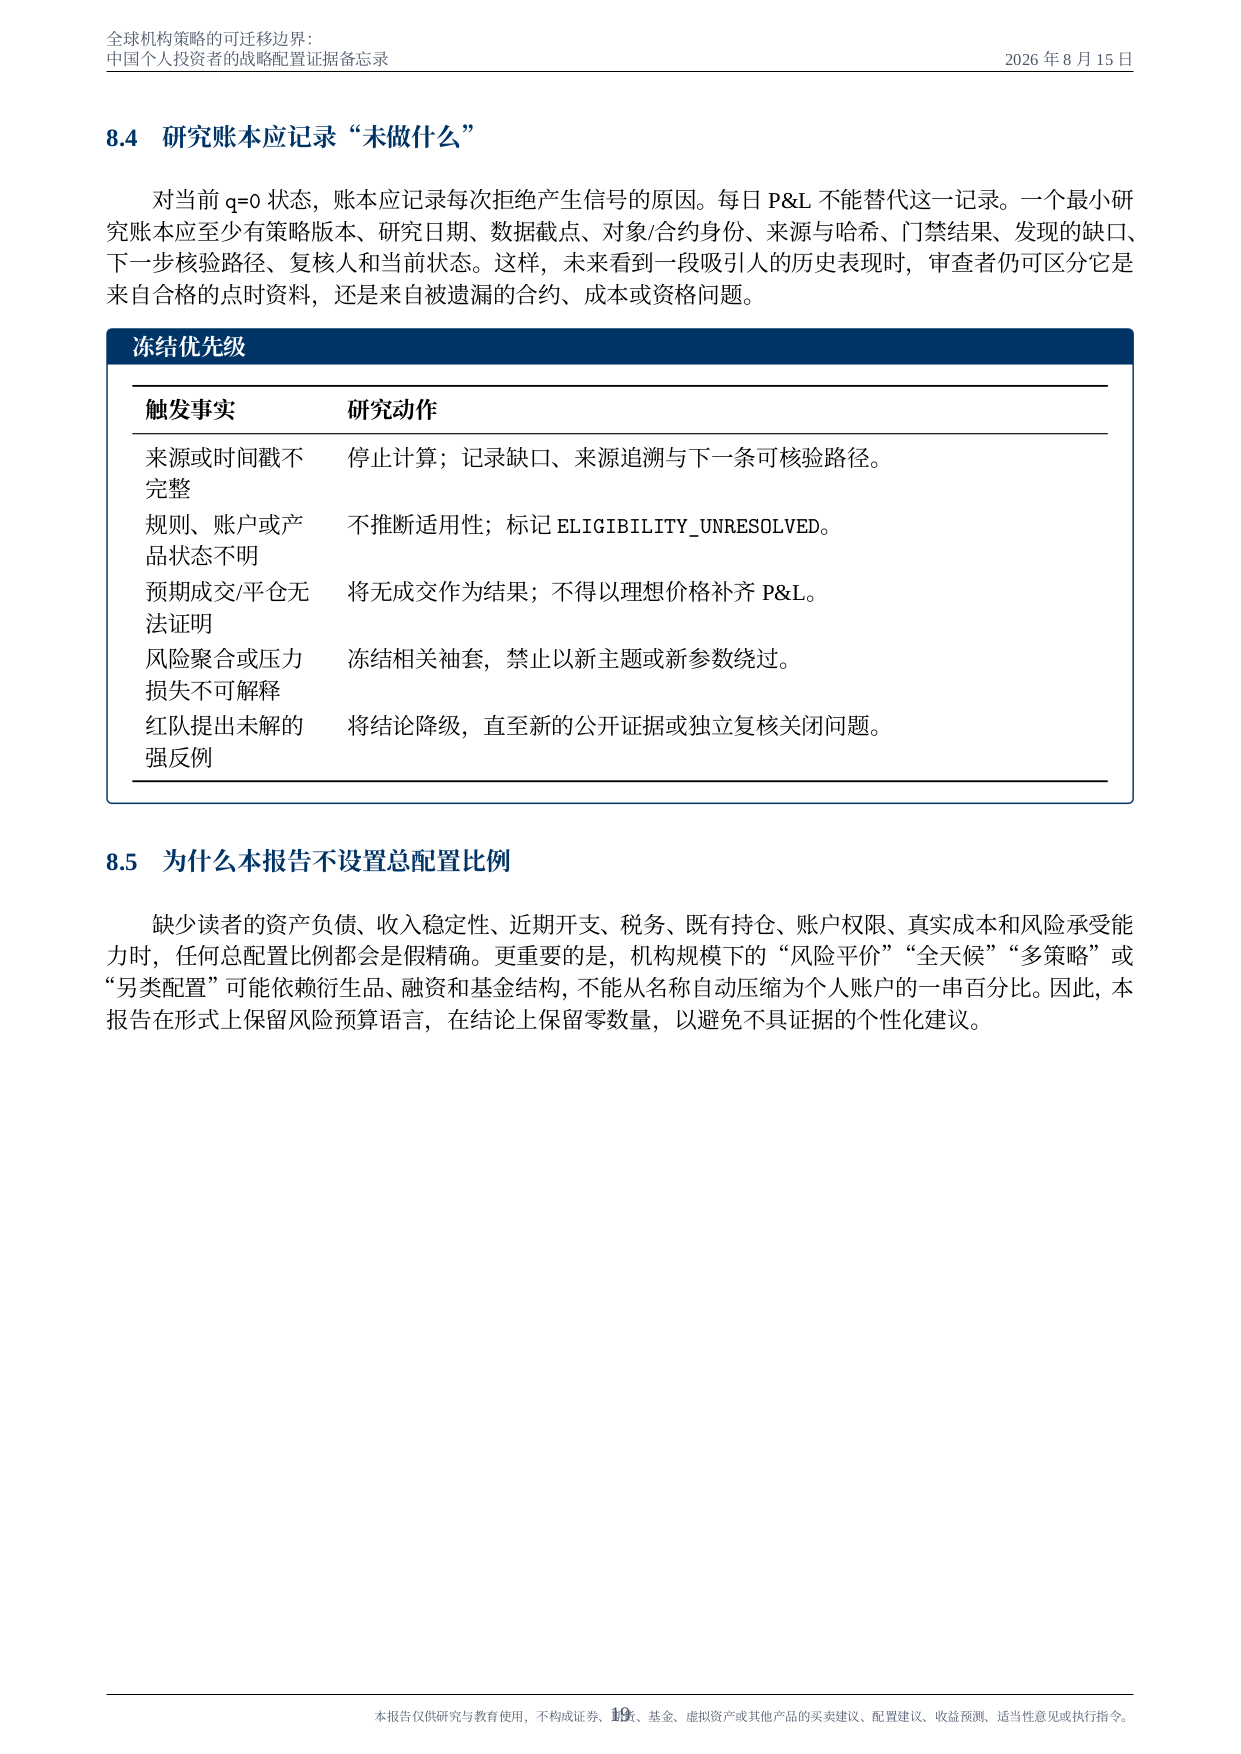 全球机构策略的可迁移边界：
中国个人投资者的战略配置证据备忘录
2026 年 8 月 15 日
8.4 研究账本应记录“未做什么”
对当前 q=0 状态，账本应记录每次拒绝产生信号的原因。每日 P&L 不能替代这一记录。一个最小研
究账本应至少有策略版本、研究日期、数据截点、对象/合约身份、来源与哈希、门禁结果、发现的缺口、
下一步核验路径、复核人和当前状态。这样，未来看到一段吸引人的历史表现时，审查者仍可区分它是
来自合格的点时资料，还是来自被遗漏的合约、成本或资格问题。
冻结优先级
触发事实 研究动作
来源或时间戳不 停止计算；记录缺口、来源追溯与下一条可核验路径。
完整
规则、账户或产 不推断适用性；标记 ELIGIBILITY_UNRESOLVED。
品状态不明
预期成交/平仓无 将无成交作为结果；不得以理想价格补齐 P&L。
法证明
风险聚合或压力 冻结相关袖套，禁止以新主题或新参数绕过。
损失不可解释
红队提出未解的 将结论降级，直至新的公开证据或独立复核关闭问题。
强反例
8.5 为什么本报告不设置总配置比例
缺少读者的资产负债、收入稳定性、近期开支、税务、既有持仓、账户权限、真实成本和风险承受能
力时，任何总配置比例都会是假精确。更重要的是，机构规模下的“风险平价”“全天候”“多策略”或
“另类配置”可能依赖衍生品、融资和基金结构，不能从名称自动压缩为个人账户的一串百分比。因此，本
报告在形式上保留风险预算语言，在结论上保留零数量，以避免不具证据的个性化建议。
本报告仅供研究与教育使用，不构成证券、、基金、虚拟资产或其他产品的买卖建议、配置建议、收益预测、适当性意见或执行指令。
19